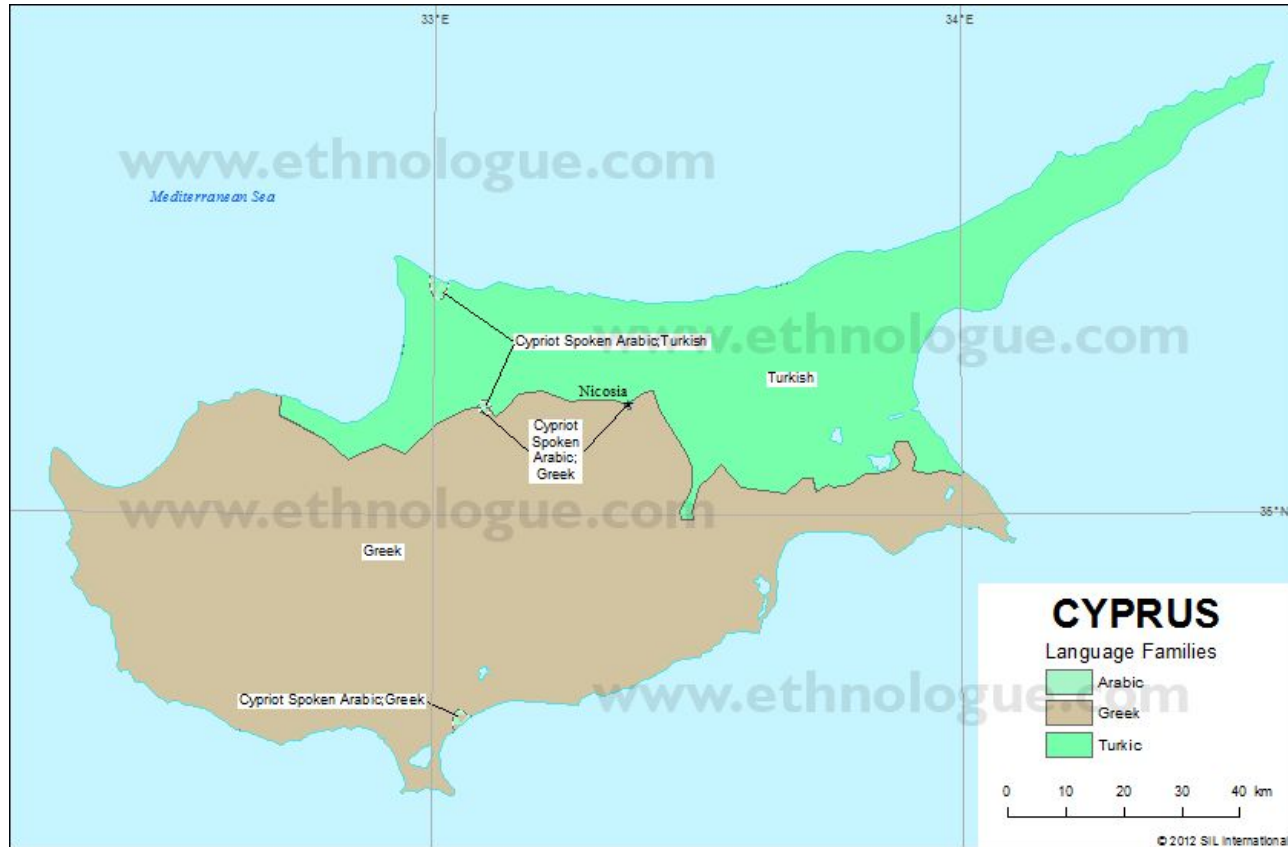 33°E
34°E
www.ethnologue.com
Mediterranean Sea
Cypriot Spoken Arabic;Turkish
www.ethnologue.com
Turkish
Nicosia
Cypriot
Spoken
Arabic;
Greek
www.ethnologue.com
35°N
Greek
CYPRUS
Language Families
Arabic
Greek
Turkic
www.ethnologue.com
Cypriot Spoken Arabic;Greek
0 10 20 30 40 km
© 2012 SIL International